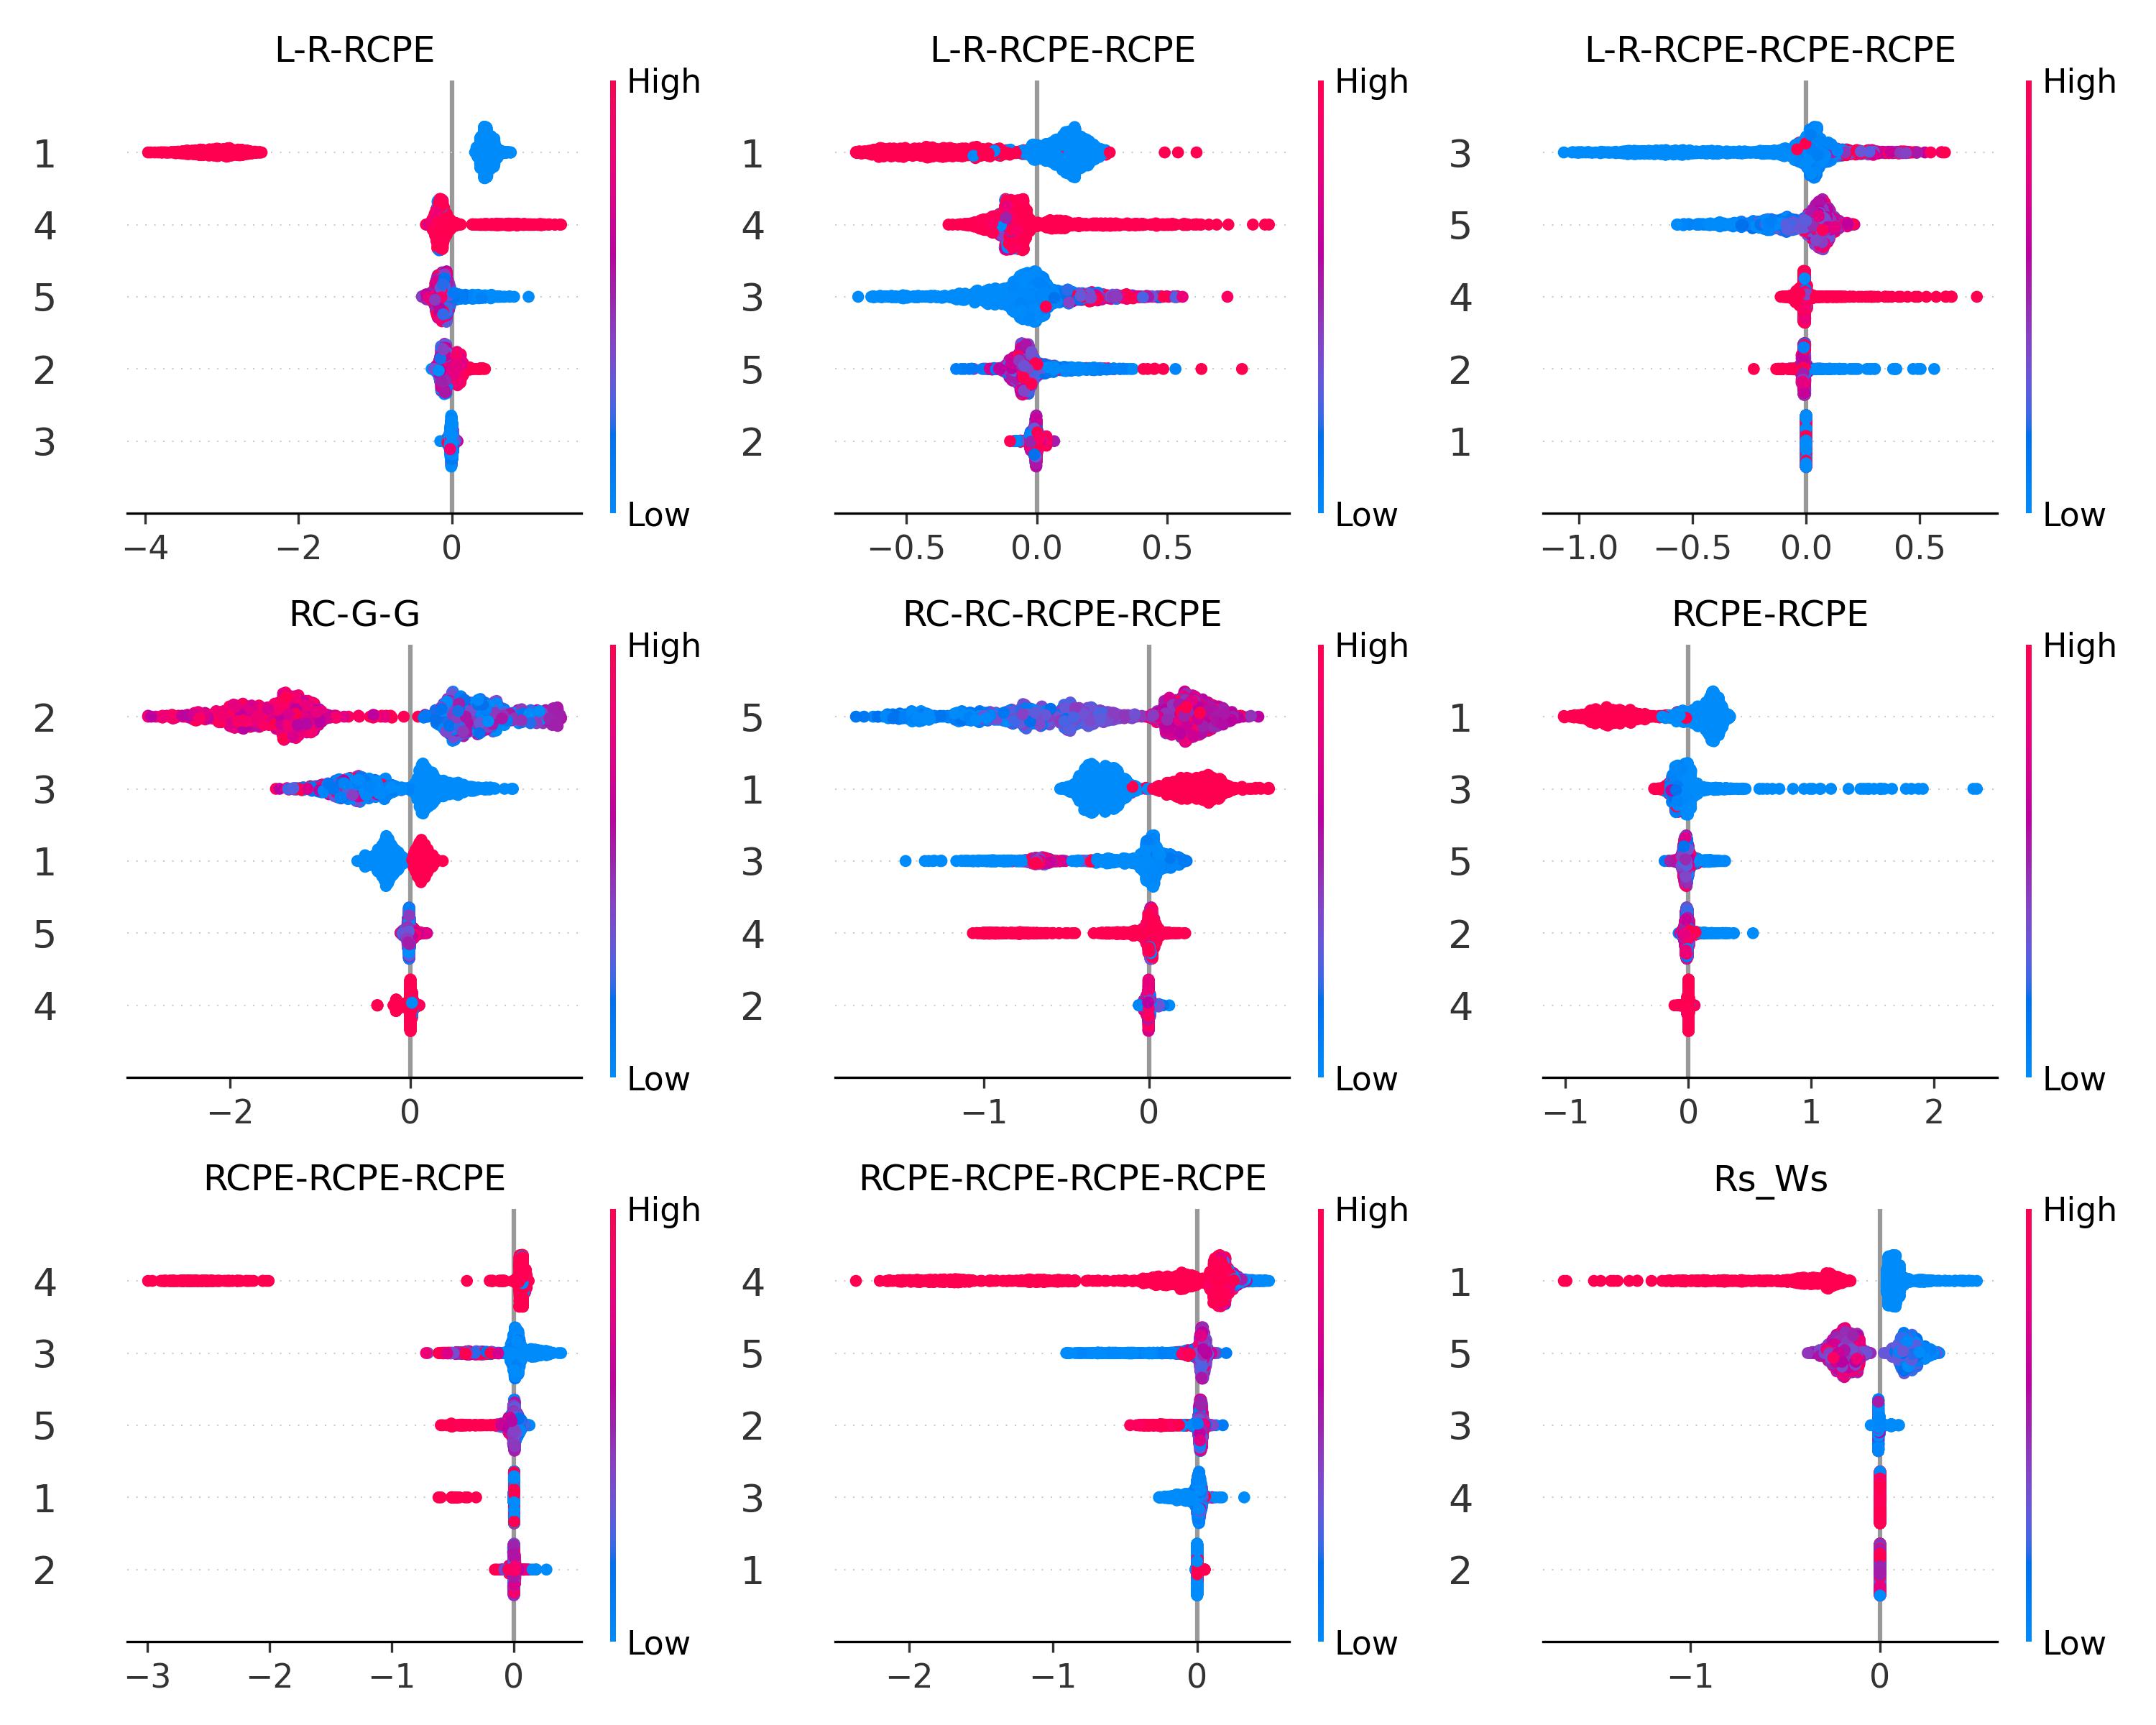 L-R-RCPE
High
1
4
5
2
3
Low
−4 −2 0
L-R-RCPE-RCPE
High
1
4
3
5
2
Low
−0.5 0.0 0.5
L-R-RCPE-RCPE-RCPE
High
3
5
4
2
1
Low
−1.0 −0.5 0.0 0.5
RC-G-G
High
2
3
1
5
4
Low
−2 0
RC-RC-RCPE-RCPE
High
5
1
3
4
2
Low
−1 0
RCPE-RCPE
High
1
3
5
2
4
Low
−1 0 1 2
RCPE-RCPE-RCPE
High
4
3
5
1
2
Low
−3 −2 −1 0
RCPE-RCPE-RCPE-RCPE
High
4
5
2
3
1
Low
−2 −1 0
Rs_Ws
High
1
5
3
4
2
Low
−1 0